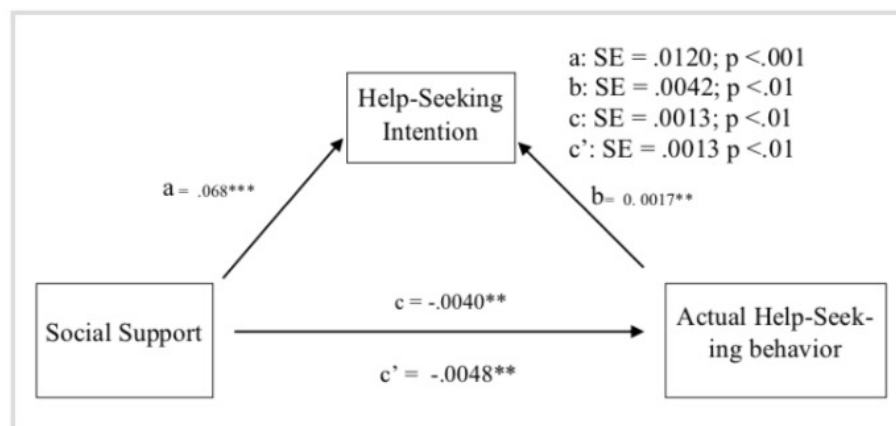 a: SE = .0120; p <.001
b: SE = .0042; p <.01
c: SE = .0013; p <.01
c’: SE = .0013 p <.01
Help-Seeking
Intention
a = .068***
b= 0. 0017**
Social Support
c = -.0040**
c’ = -.0048**
Actual Help-Seek-
ing behavior